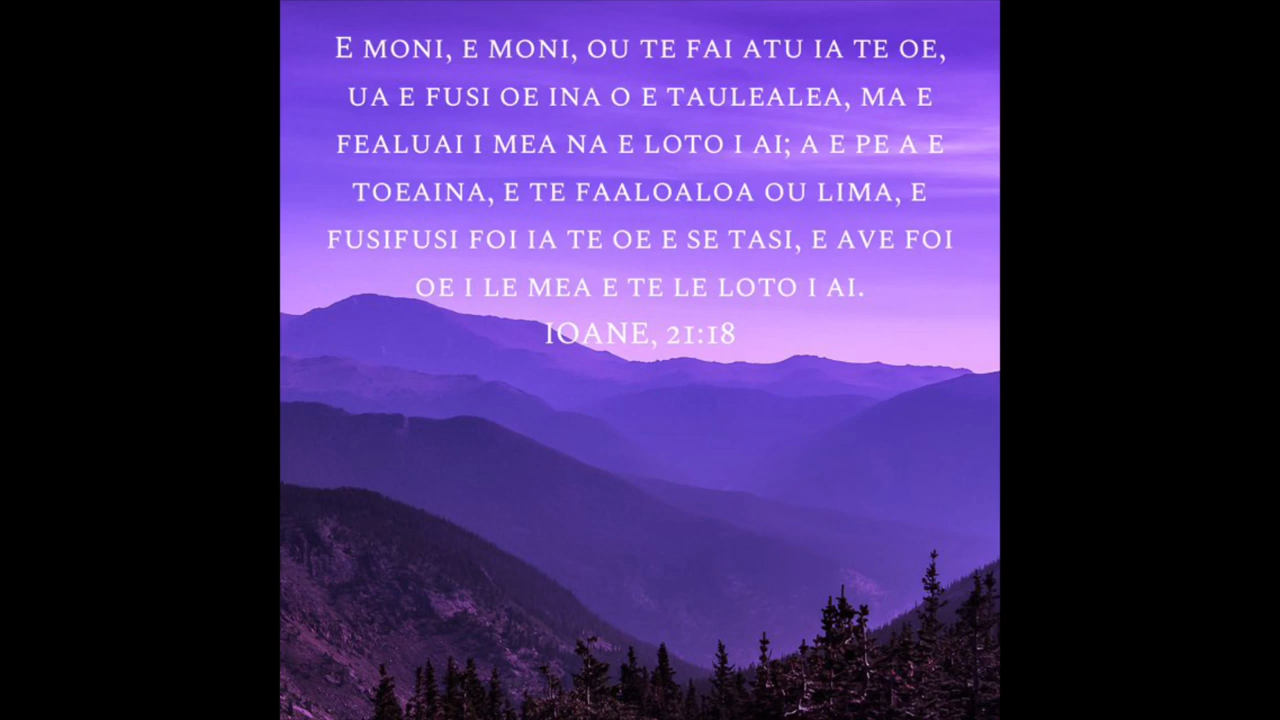 E MONI, E MONI, OU TE FAI ATU IA TE OE,
UA E FUSI OE INA O E TAULEALEA, MA E
FEALUAI I MEA NA E LOTO I AI; A E PE A E
TOEAINA, E TE FAALOALOA OU LIMA, E
FUSIFUSI FOI IA TE OE E SE TASI, E AVE FOI
OE I LE MEA E TE LE LOTO I AI.
IOANE, 21:18